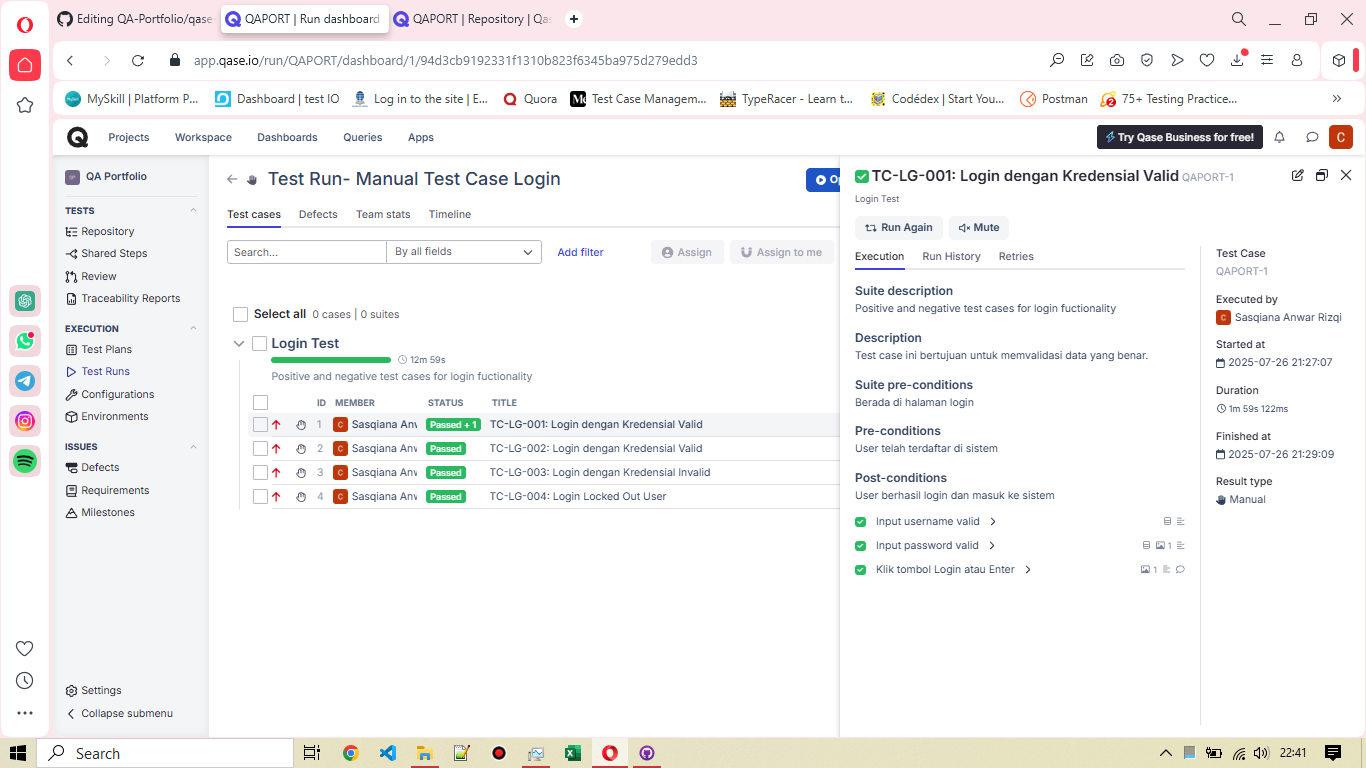 Editing QA-Portfolio/qase-
QAPORT | Run dashboard
QAPORT | Repository | Qas
app.qase.io/run/QAPORT/dashboard/1/94d3cb9192331f1310b823f6345ba975d279edd3
MySkill | Platform P...
Dashboard | test IO
Log in to the site | E...
Quora
Test Case Managem...
TypeRacer - Learn t...
Codédex | Start You...
Postman
75+ Testing Practice...
Projects
Workspace
Dashboards
Queries
Apps
Try Qase Business for free!
C
QA Portfolio
TESTS
Repository
Shared Steps
Review
Traceability Reports
EXECUTION
Test Plans
Test Runs
Configurations
Environments
ISSUES
Defects
Requirements
Milestones
Settings
Collapse submenu
Test Run- Manual Test Case Login
Test cases
Defects
Team stats
Timeline
Search...
By all fields
Add filter
Assign
Assign to me
Select all 0 cases | 0 suites
Login Test
12m 59s
Positive and negative test cases for login fuctionality
ID MEMBER STATUS TITLE
1 C Sasqiana Anw Passed + 1 TC-LG-001: Login dengan Kredensial Valid
2 C Sasqiana Anw Passed TC-LG-002: Login dengan Kredensial Valid
3 C Sasqiana Anw Passed TC-LG-003: Login dengan Kredensial Invalid
4 C Sasqiana Anw Passed TC-LG-004: Login Locked Out User
TC-LG-001: Login dengan Kredensial Valid QAPORT-1
Login Test
Run Again
Mute
Execution
Run History
Retries
Suite description
Positive and negative test cases for login fuctionality
Description
Test case ini bertujuan untuk memvalidasi data yang benar.
Suite pre-conditions
Berada di halaman login
Pre-conditions
User telah terdaftar di sistem
Post-conditions
User berhasil login dan masuk ke sistem
Input username valid
Input password valid
1
Klik tombol Login atau Enter
1
Test Case
QAPORT-1
Executed by
C Sasqiana Anwar Rizqi
Started at
2025-07-26 21:27:07
Duration
1m 59s 122ms
Finished at
2025-07-26 21:29:09
Result type
Manual
Search
22:41